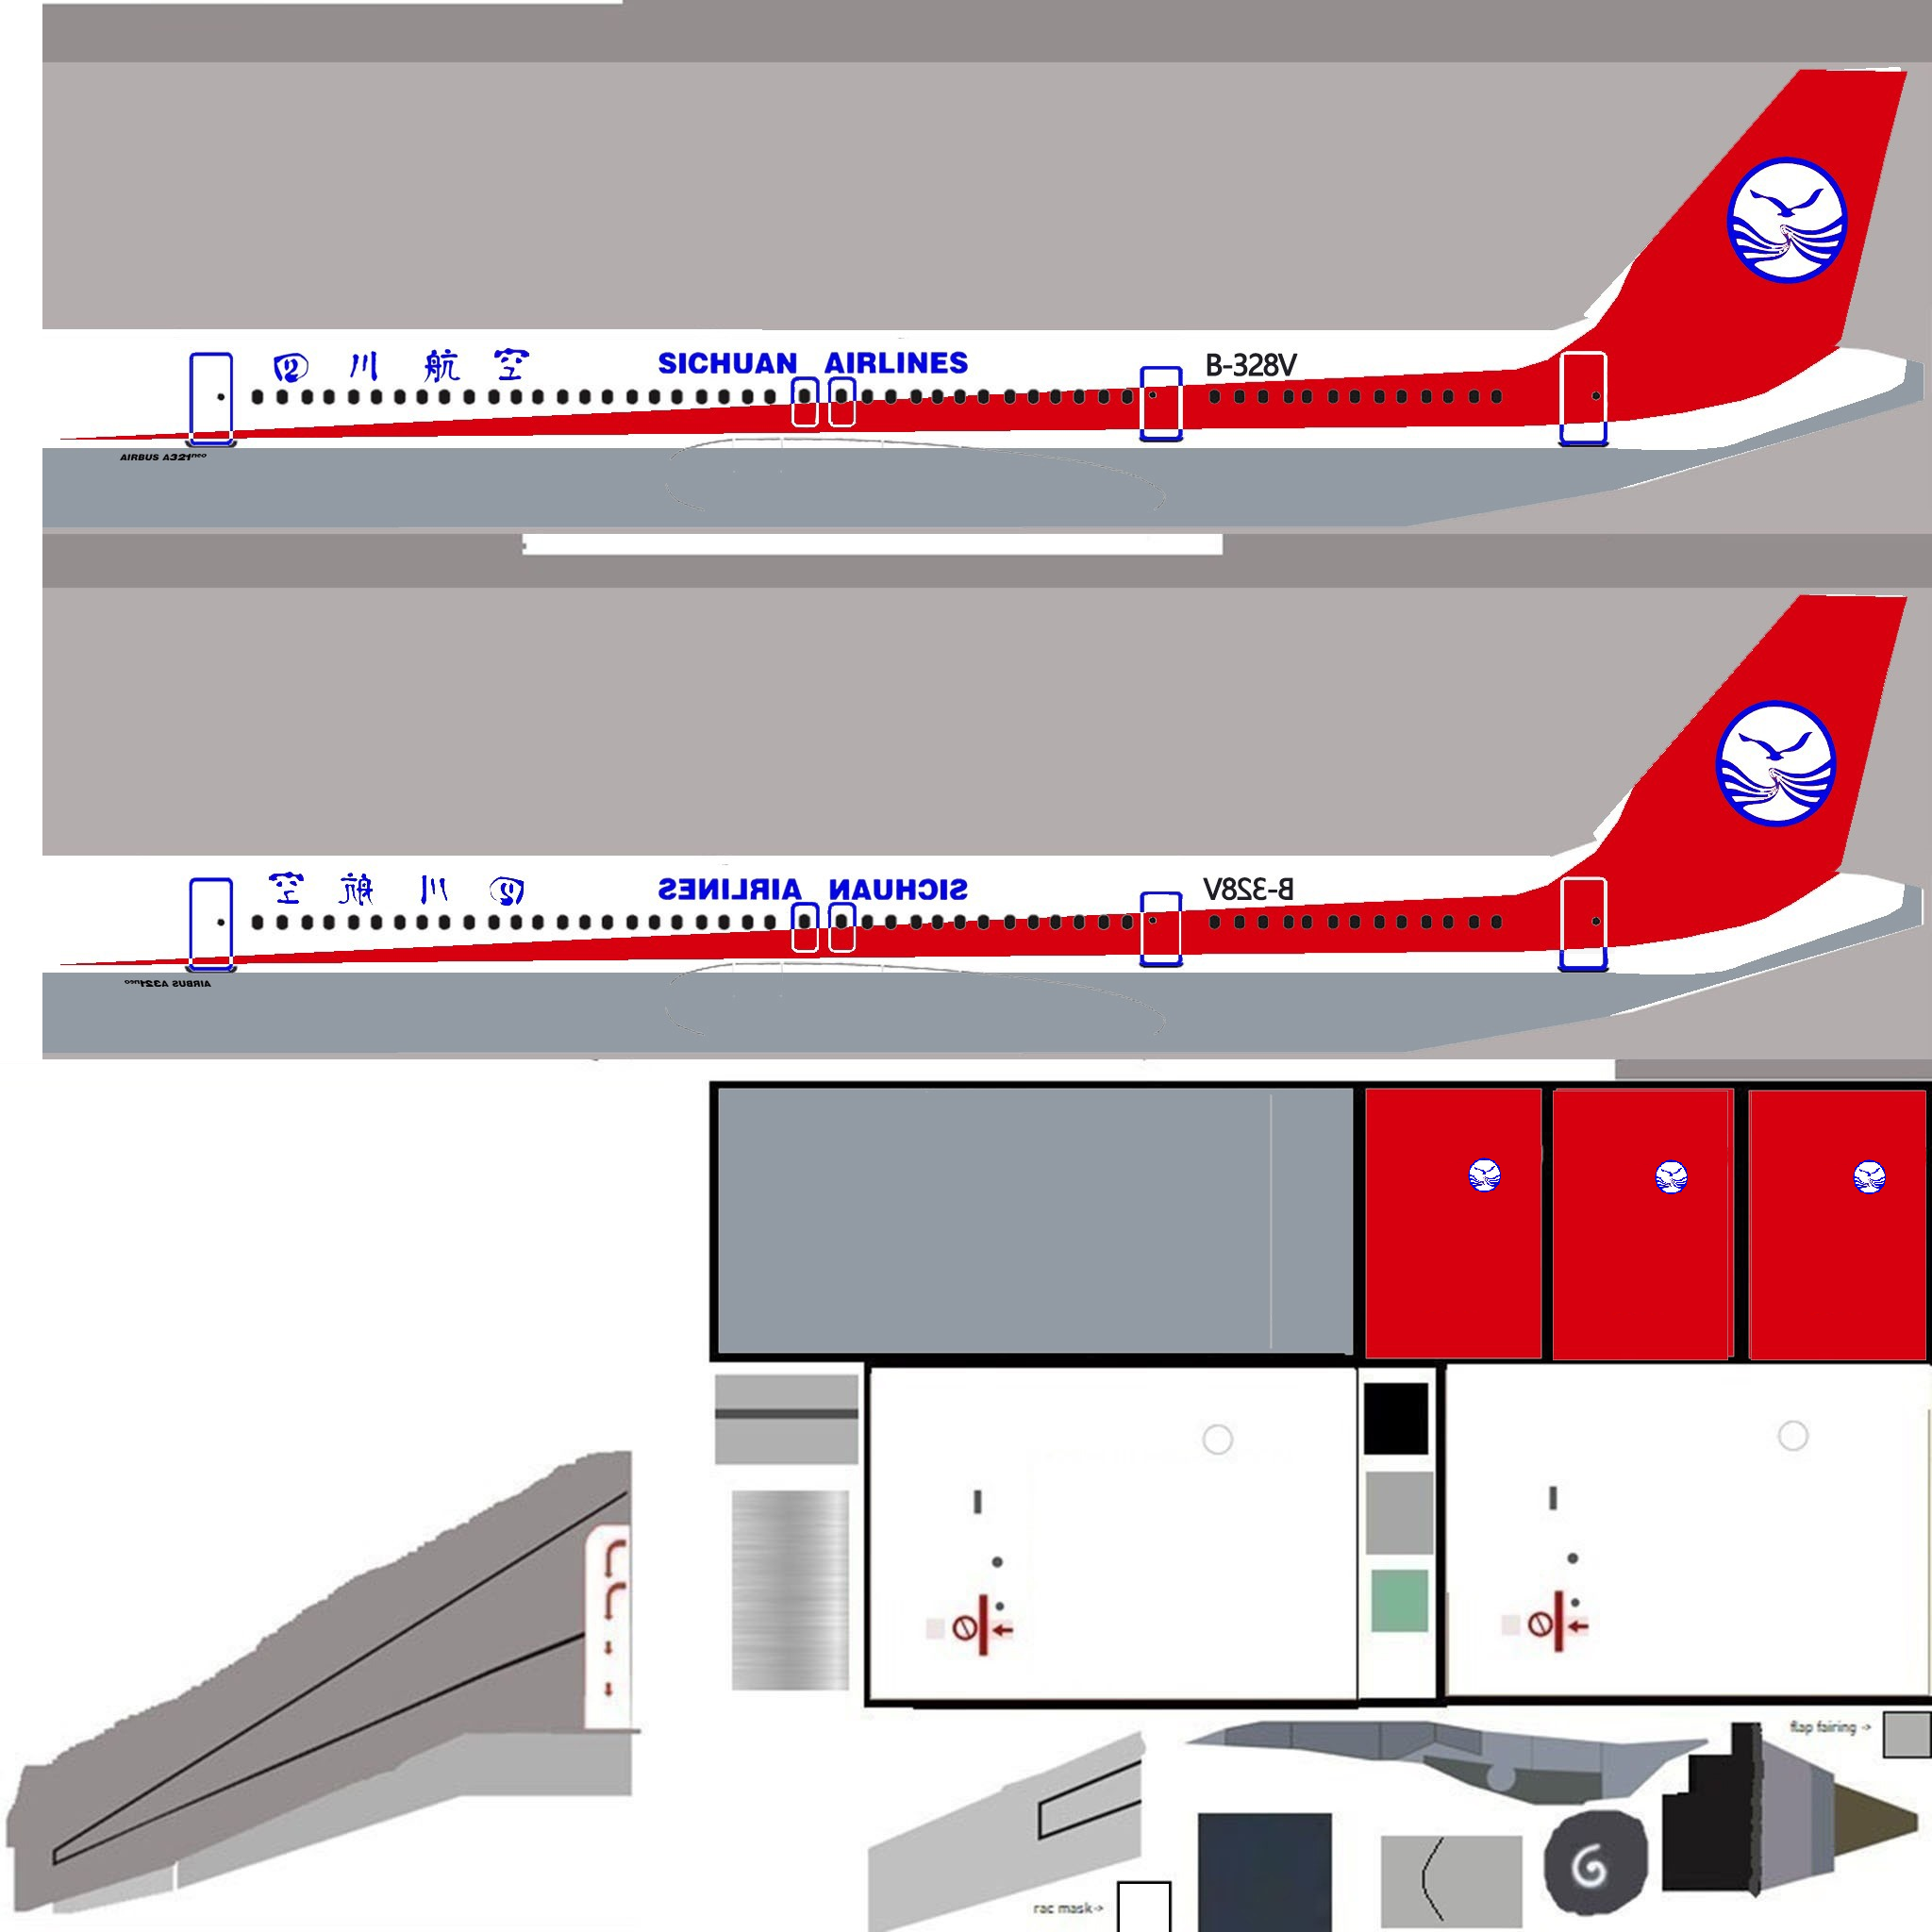 四川航空
SICHUAN AIRLINES
B-328V
AIRBUS A321neo
四川航空
SICHUAN AIRLINES
B-328V
AIRBUS A321neo
flap fairing ->
rac mask->